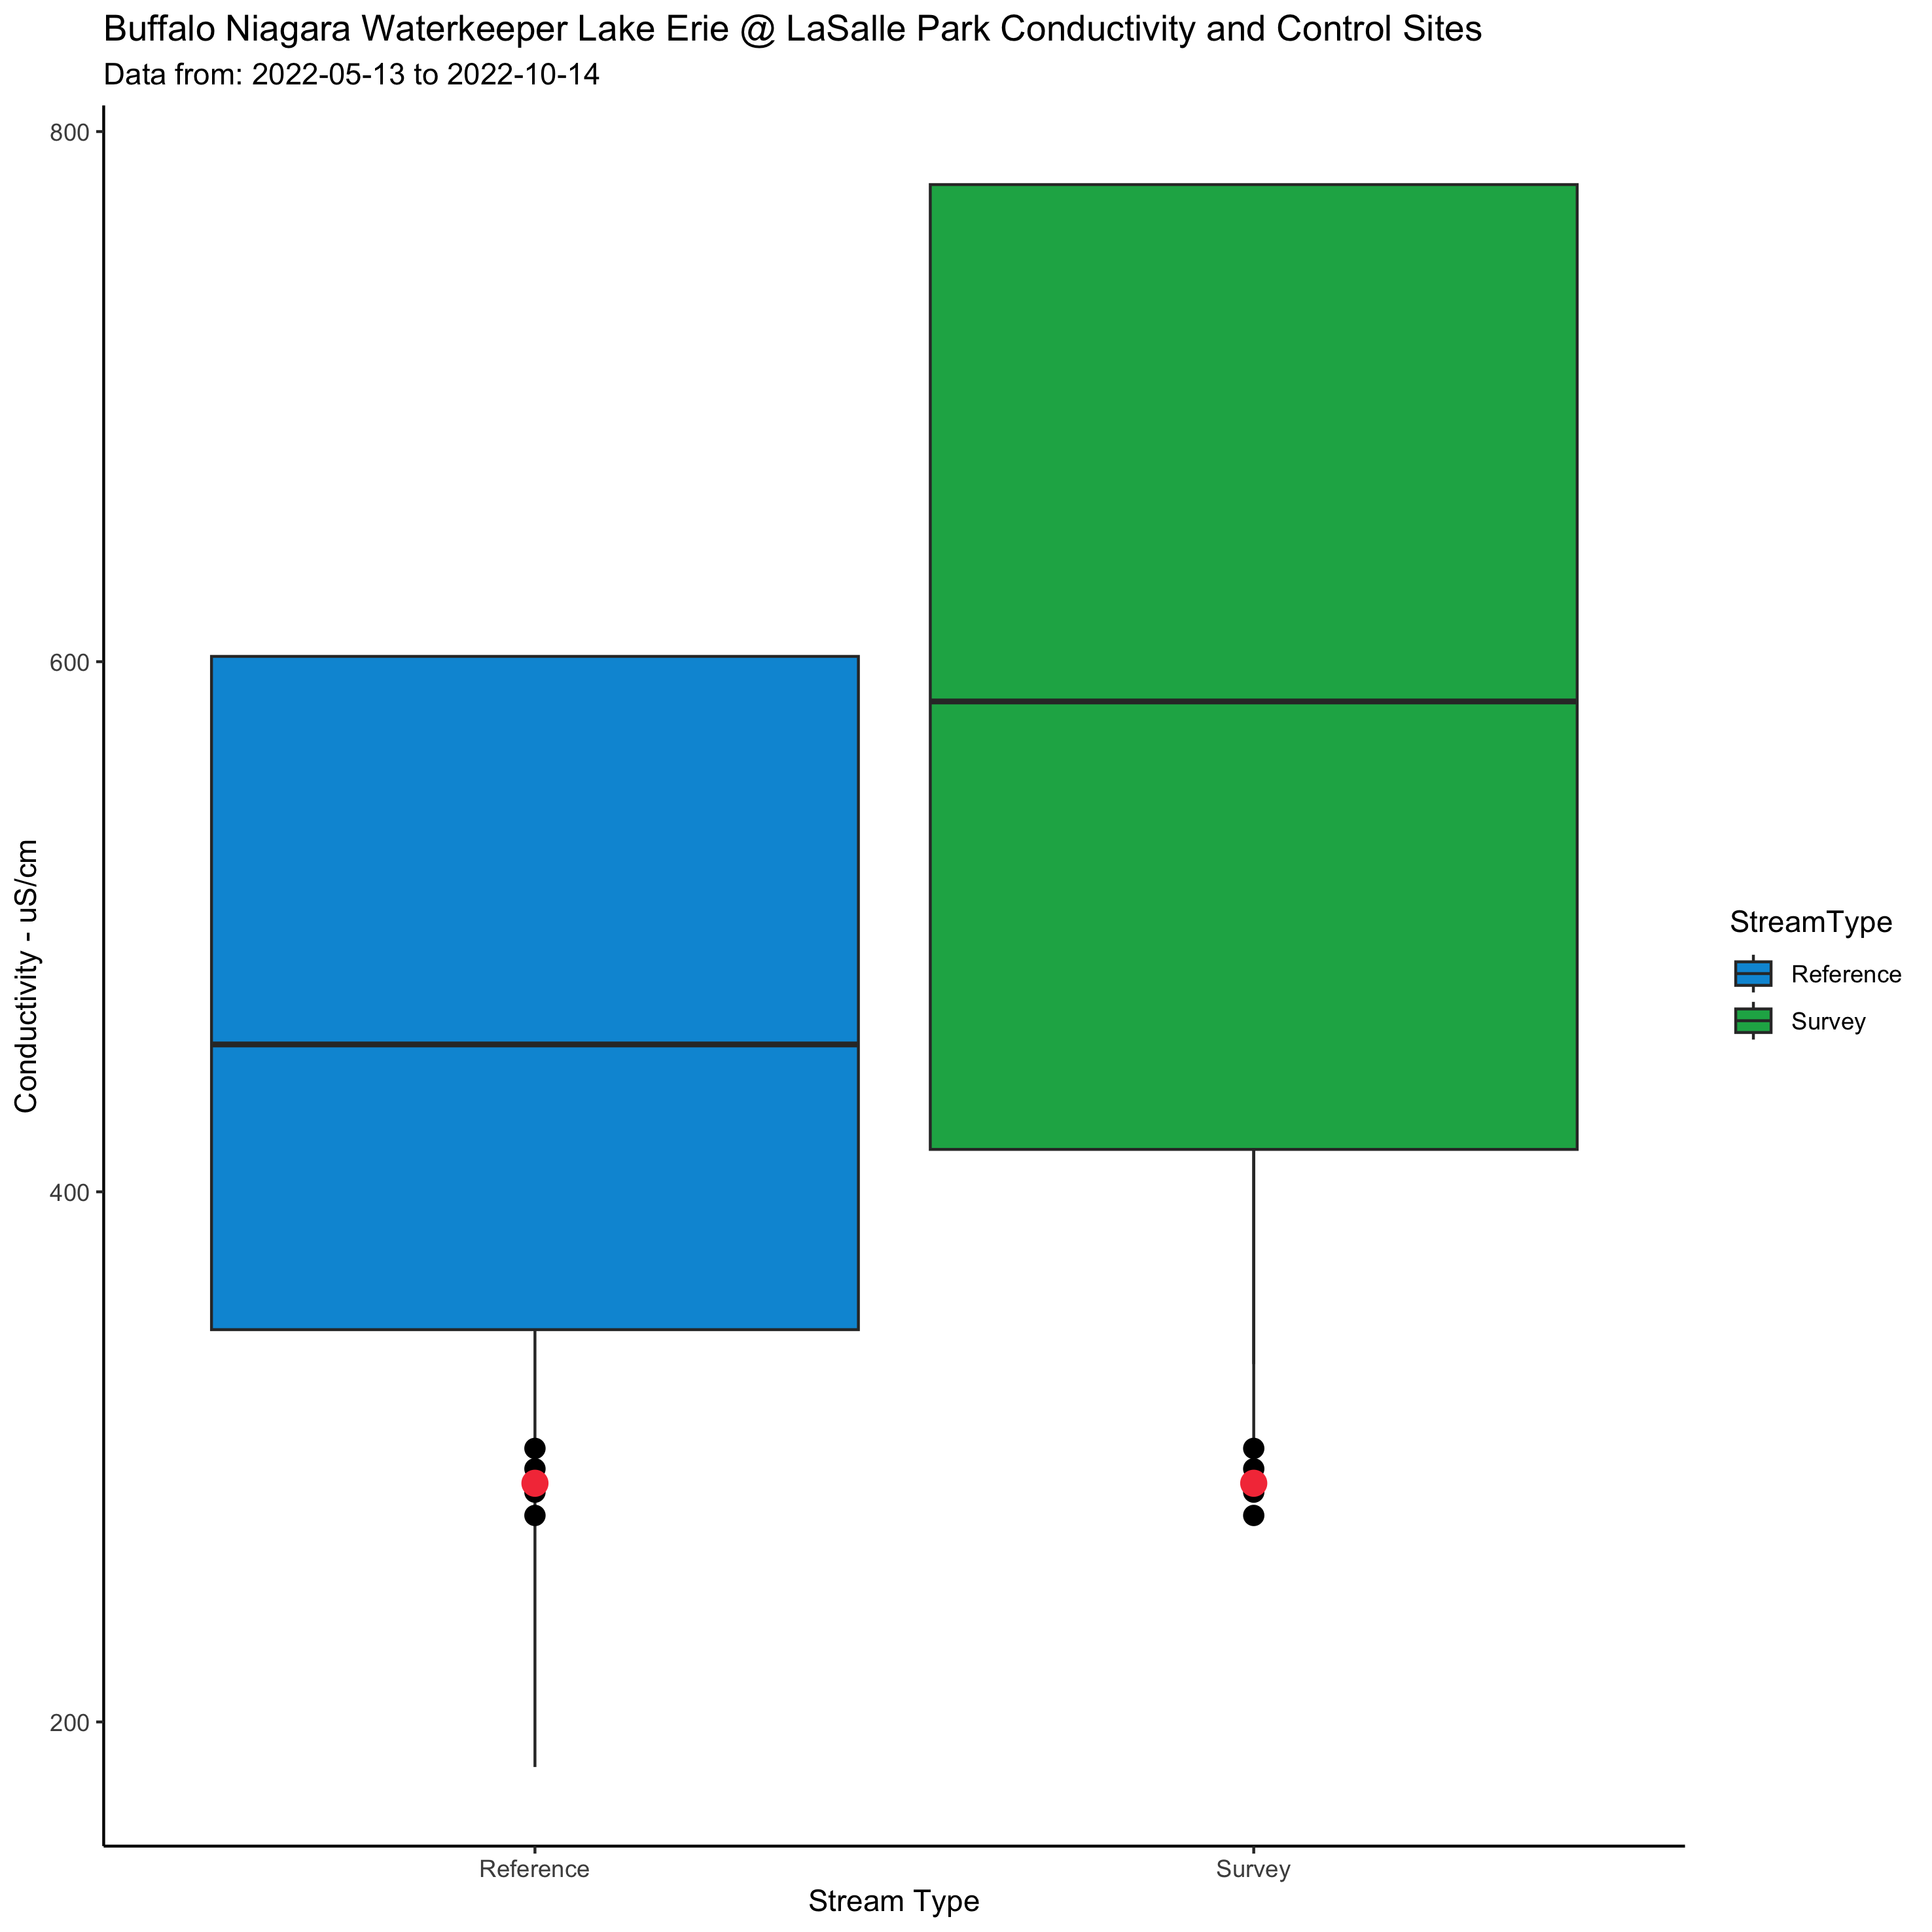 Buffalo Niagara Waterkeeper Lake Erie @ LaSalle Park Conductivity and Control Sites
Data from: 2022-05-13 to 2022-10-14
800
600
400
200
Conductivity - uS/cm
Reference
Survey
Stream Type
StreamType
Reference
Survey